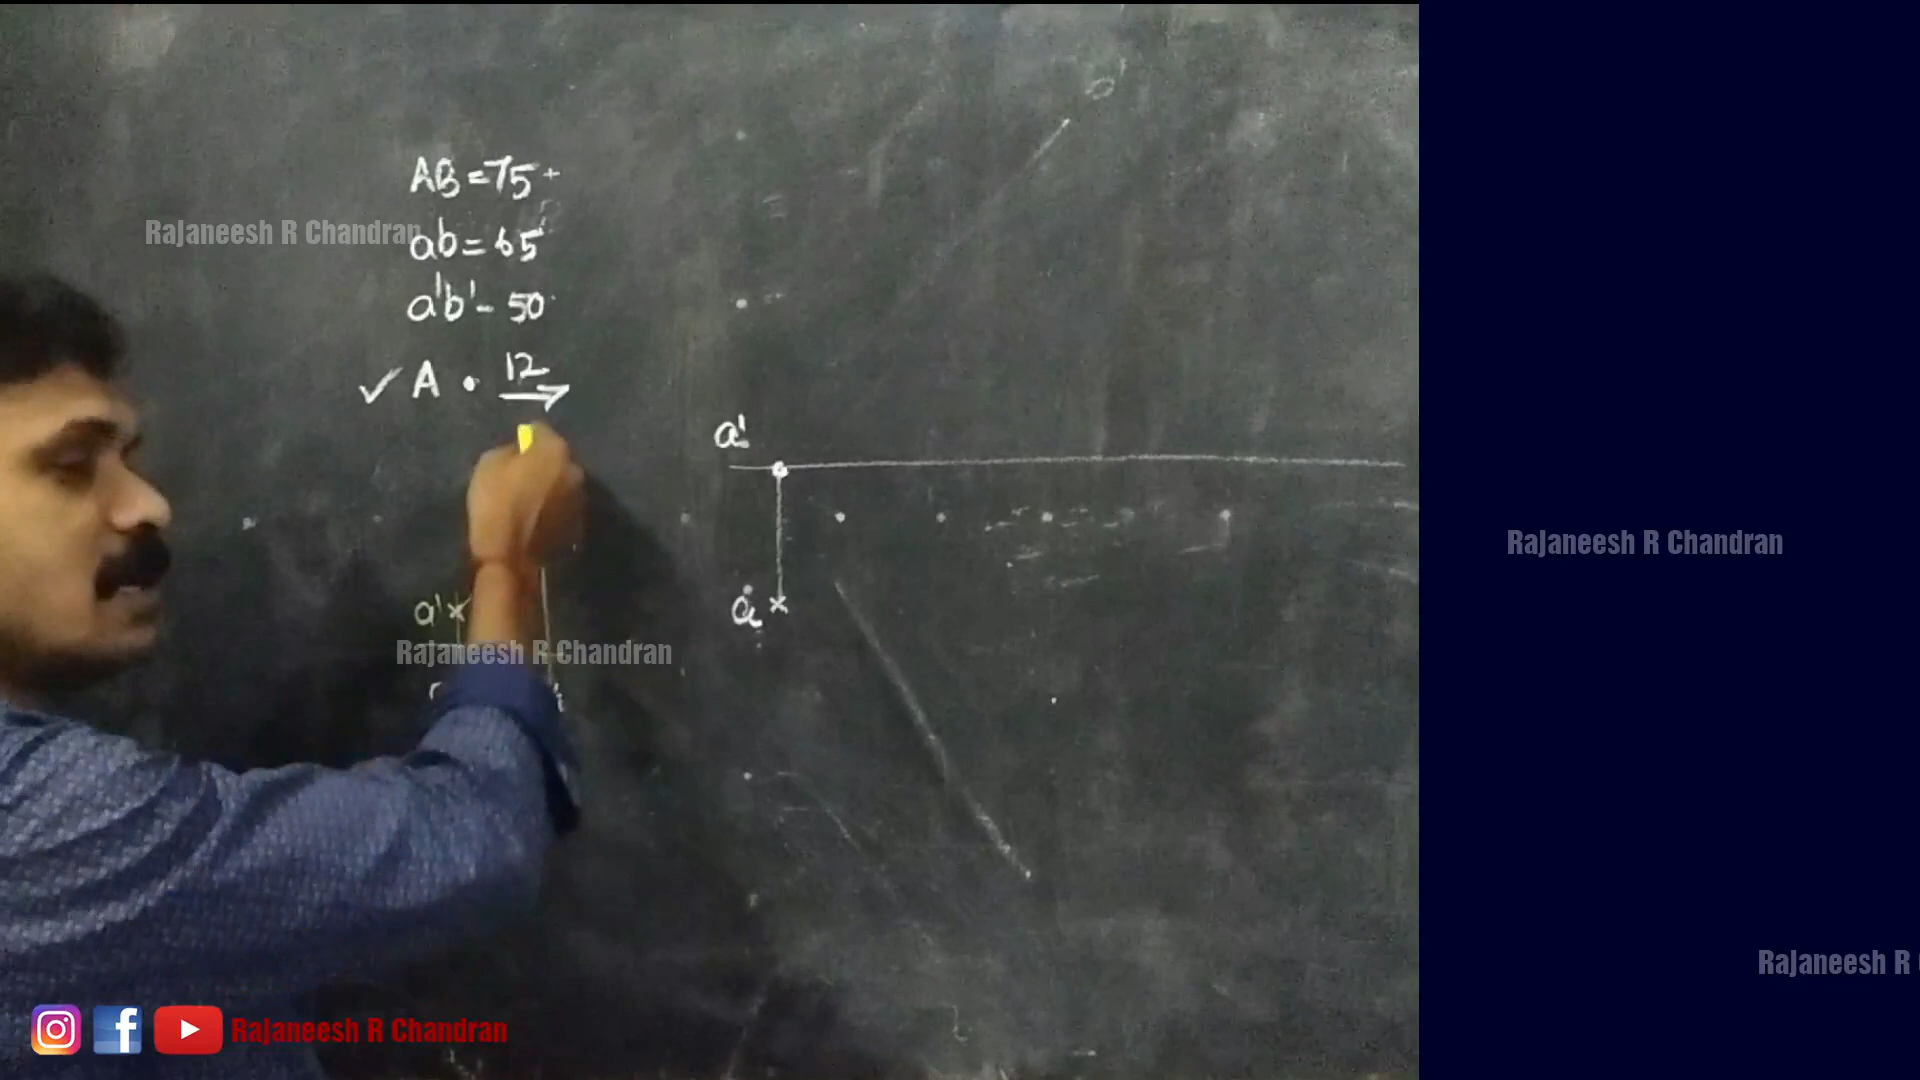 AB = 75
Rajaneesh R Chandran
ab = 65
a'b' - 50
✓ A • 12 →
a'
Rajaneesh R Chandran
a' ×
a ×
Rajaneesh R Chandran
Rajaneesh R
Rajaneesh R Chandran